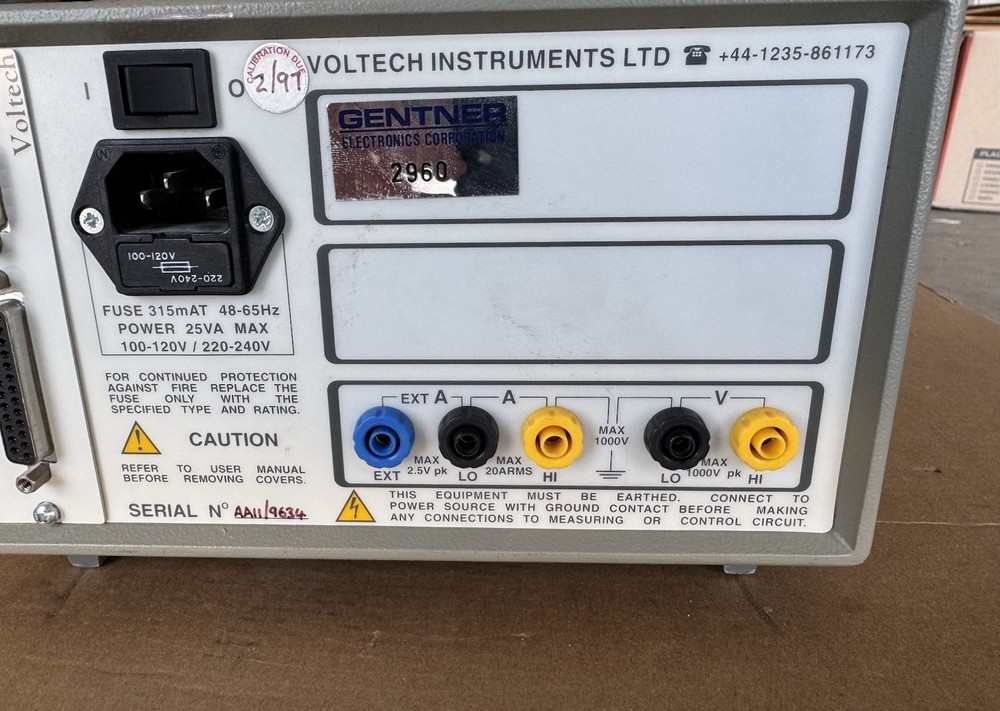 Voltech
I
O
CALIBRATION DUE
2/97
VOLTECH INSTRUMENTS LTD ☎ +44-1235-861173
GENTNER
ELECTRONICS CORPORATION
2960
N
100-120V
220-240V
FUSE 315mAT 48-65Hz
POWER 25VA MAX
100-120V / 220-240V
FOR CONTINUED PROTECTION
AGAINST FIRE REPLACE THE
FUSE ONLY WITH THE
SPECIFIED TYPE AND RATING.
CAUTION
REFER TO USER MANUAL
BEFORE REMOVING COVERS.
SERIAL N° AA11/9634
EXT A
A
V
MAX
1000V
MAX
2.5V pk
MAX
20ARMS
MAX
1000V pk
EXT
LO
HI
LO
HI
THIS EQUIPMENT MUST BE EARTHED. CONNECT TO
POWER SOURCE WITH GROUND CONTACT BEFORE MAKING
ANY CONNECTIONS TO MEASURING OR CONTROL CIRCUIT.